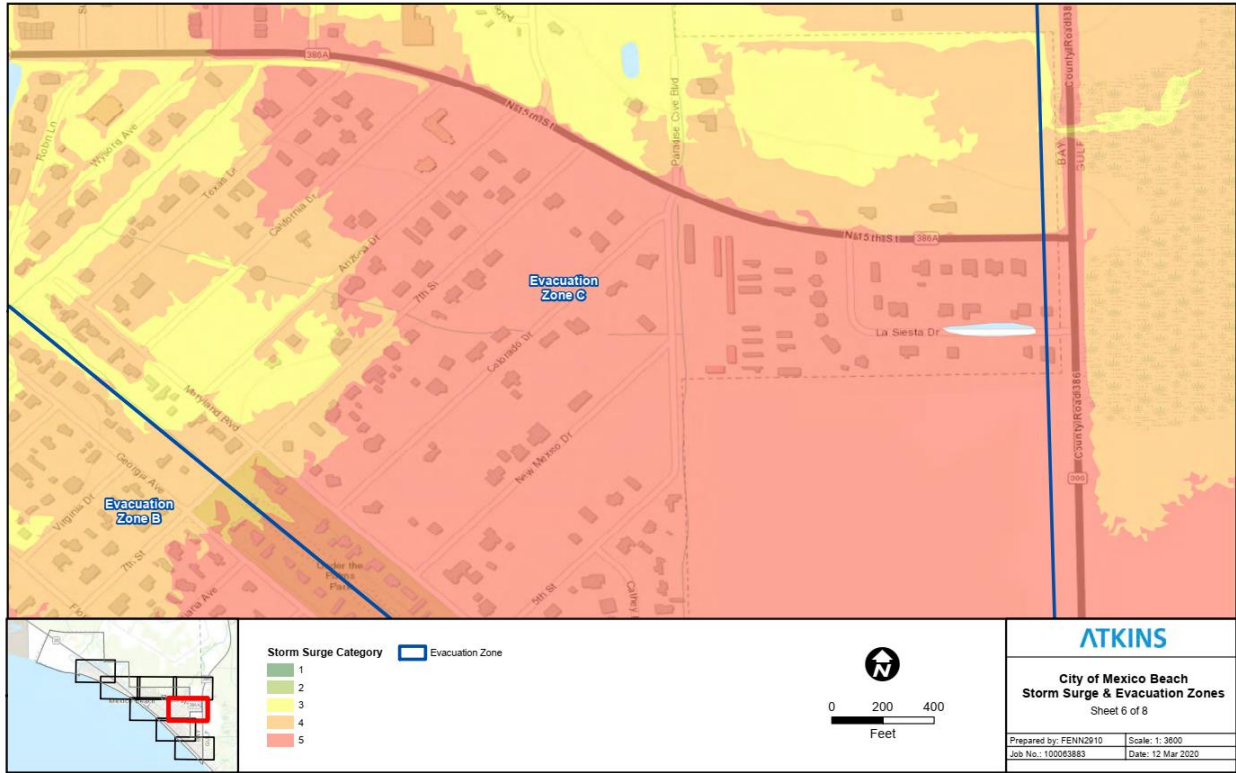 386A
N 15th St
Paradise Cove Blvd
County Road 386
BAY
GULF
Robin Ln
Wysong Ave
Texas Dr
California Dr
Arizona Dr
7th St
Evacuation
Zone C
N 15th St
386A
La Siesta Dr
Colorado Dr
Maryland Blvd
New Mexico Dr
County Road 386
386
Georgia Ave
Virginia Dr
Evacuation
Zone B
7th St
Under the
Palms
Park
5th St
Storm Surge Category
Evacuation Zone
1
2
3
4
5
N
0 200 400
Feet
ATKINS
City of Mexico Beach
Storm Surge & Evacuation Zones
Sheet 6 of 8
Prepared by: FENN2910
Scale: 1: 3600
Job No.: 100063883
Date: 12 Mar 2020